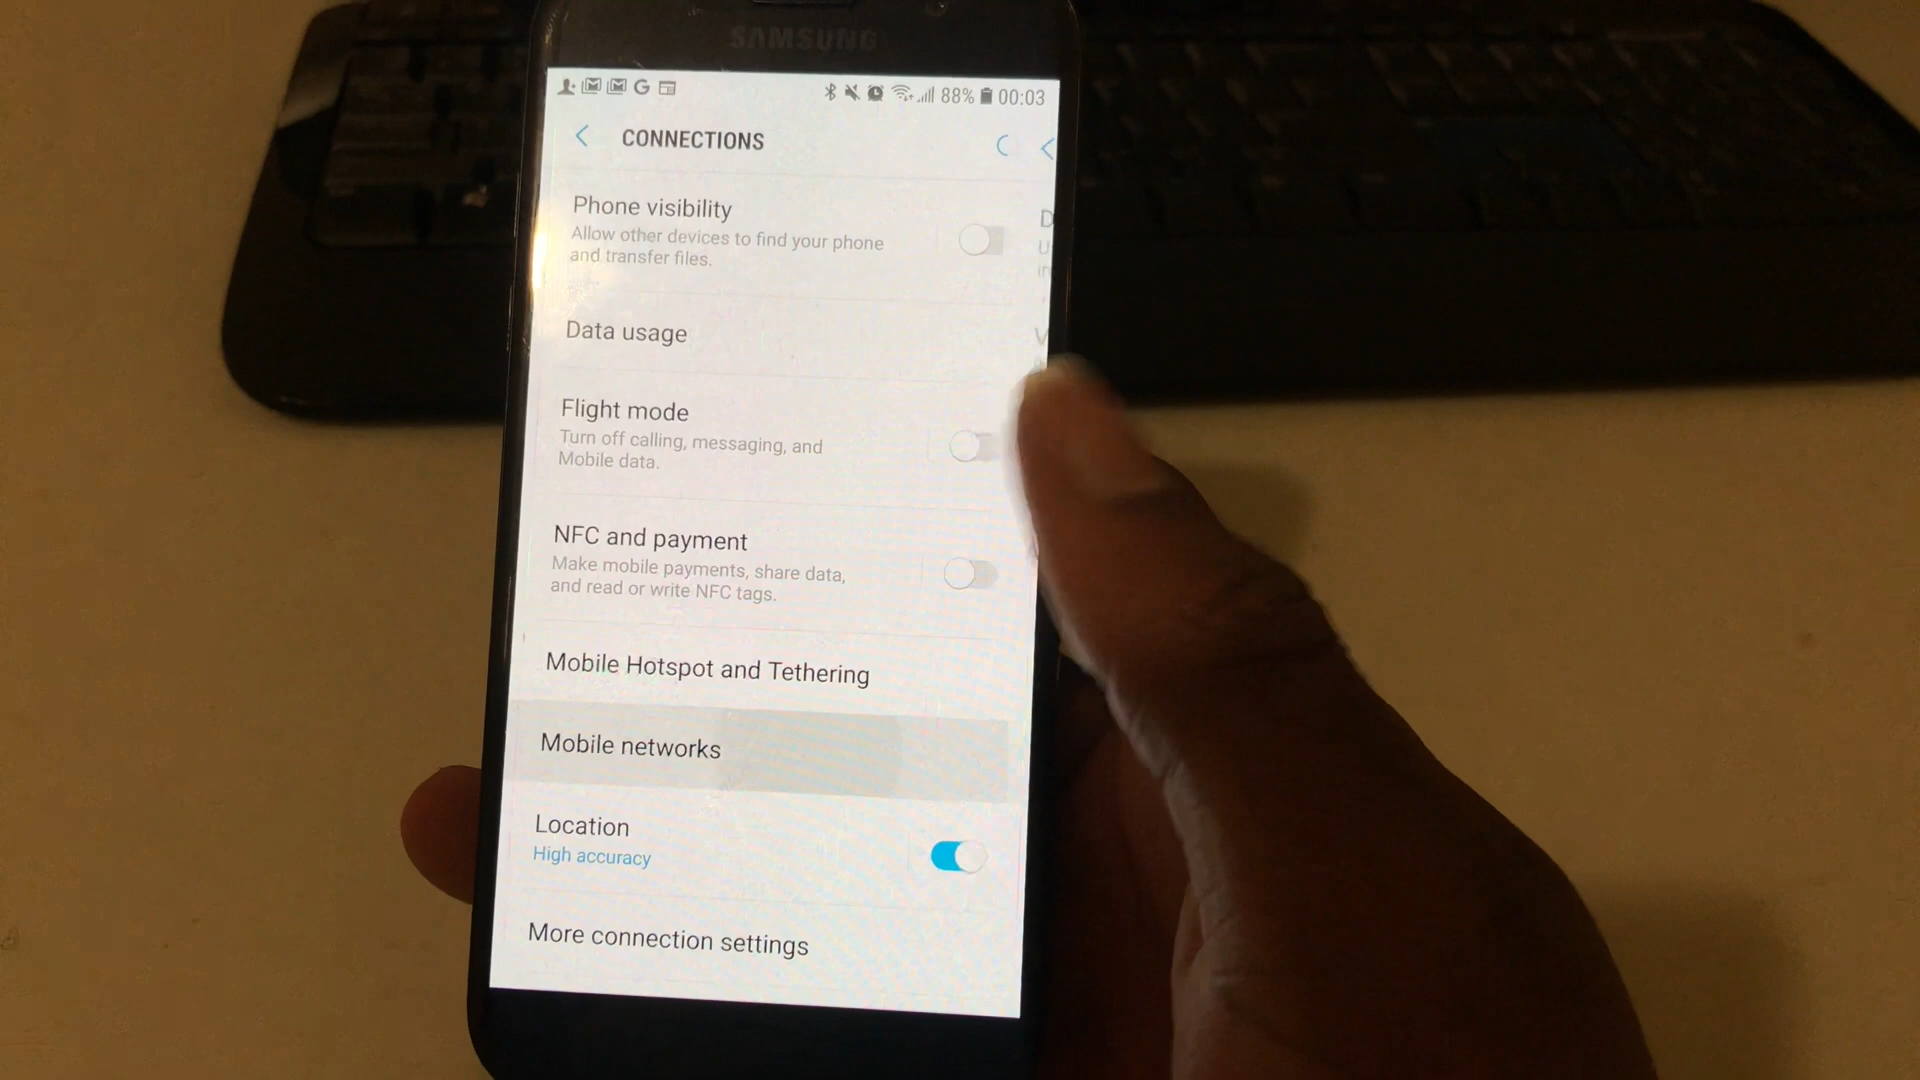 SAMSUNG
88% 00:03
CONNECTIONS
Phone visibility
Allow other devices to find your phone
and transfer files.
Data usage
Flight mode
Turn off calling, messaging, and
Mobile data.
NFC and payment
Make mobile payments, share data,
and read or write NFC tags.
Mobile Hotspot and Tethering
Mobile networks
Location
High accuracy
More connection settings